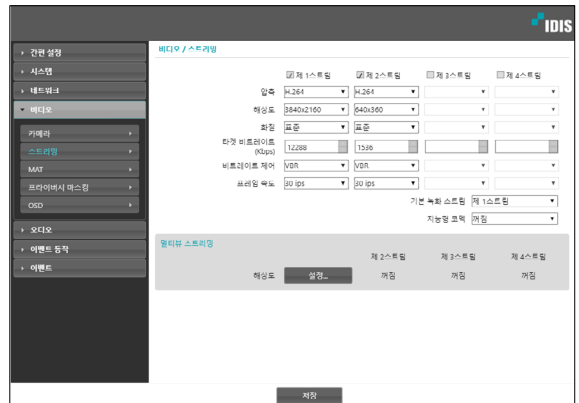 IDIS
간편 설정
시스템
네트워크
비디오
카메라
스트리밍
MAT
프라이버시 마스킹
OSD
오디오
이벤트 동작
이벤트
비디오 / 스트리밍
제 1스트림 제 2스트림 제 3스트림 제 4스트림
압축 H.264 H.264
해상도 3840x2160 640x360
화질 표준 표준
타겟 비트레이트
(Kbps) 12288 1536
비트레이트 제어 VBR VBR
프레임 속도 30 ips 30 ips
기본 녹화 스트림 제 1스트림
지능형 코덱 꺼짐
멀티뷰 스트리밍
제 2스트림 제 3스트림 제 4스트림
해상도 설정... 꺼짐 꺼짐 꺼짐
저장